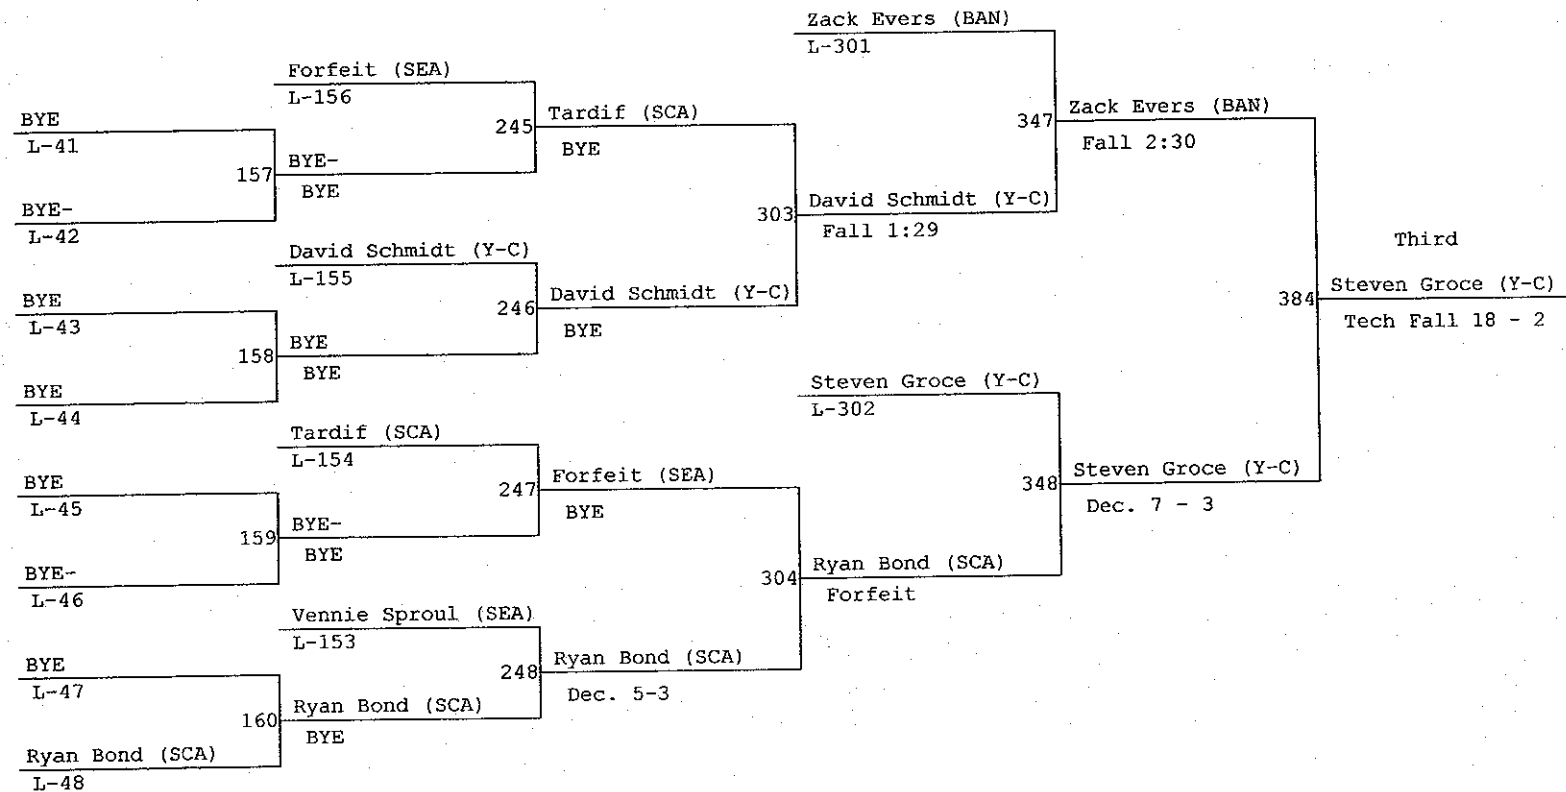 Zack Evers (BAN)
L-301
Forfeit (SEA)
L-156
BYE
L-41
245
Tardif (SCA)
BYE
347
Zack Evers (BAN)
Fall 2:30
157
BYE-
BYE
BYE-
L-42
303
David Schmidt (Y-C)
Fall 1:29
David Schmidt (Y-C)
L-155
Third
BYE
L-43
246
David Schmidt (Y-C)
BYE
384
Steven Groce (Y-C)
Tech Fall 18 - 2
158
BYE
BYE
BYE
L-44
Steven Groce (Y-C)
L-302
Tardif (SCA)
L-154
BYE
L-45
247
Forfeit (SEA)
BYE
348
Steven Groce (Y-C)
Dec. 7 - 3
159
BYE-
BYE
BYE-
L-46
304
Ryan Bond (SCA)
Forfeit
Vennie Sproul (SEA)
L-153
BYE
L-47
248
Ryan Bond (SCA)
Dec. 5-3
160
Ryan Bond (SCA)
BYE
Ryan Bond (SCA)
L-48